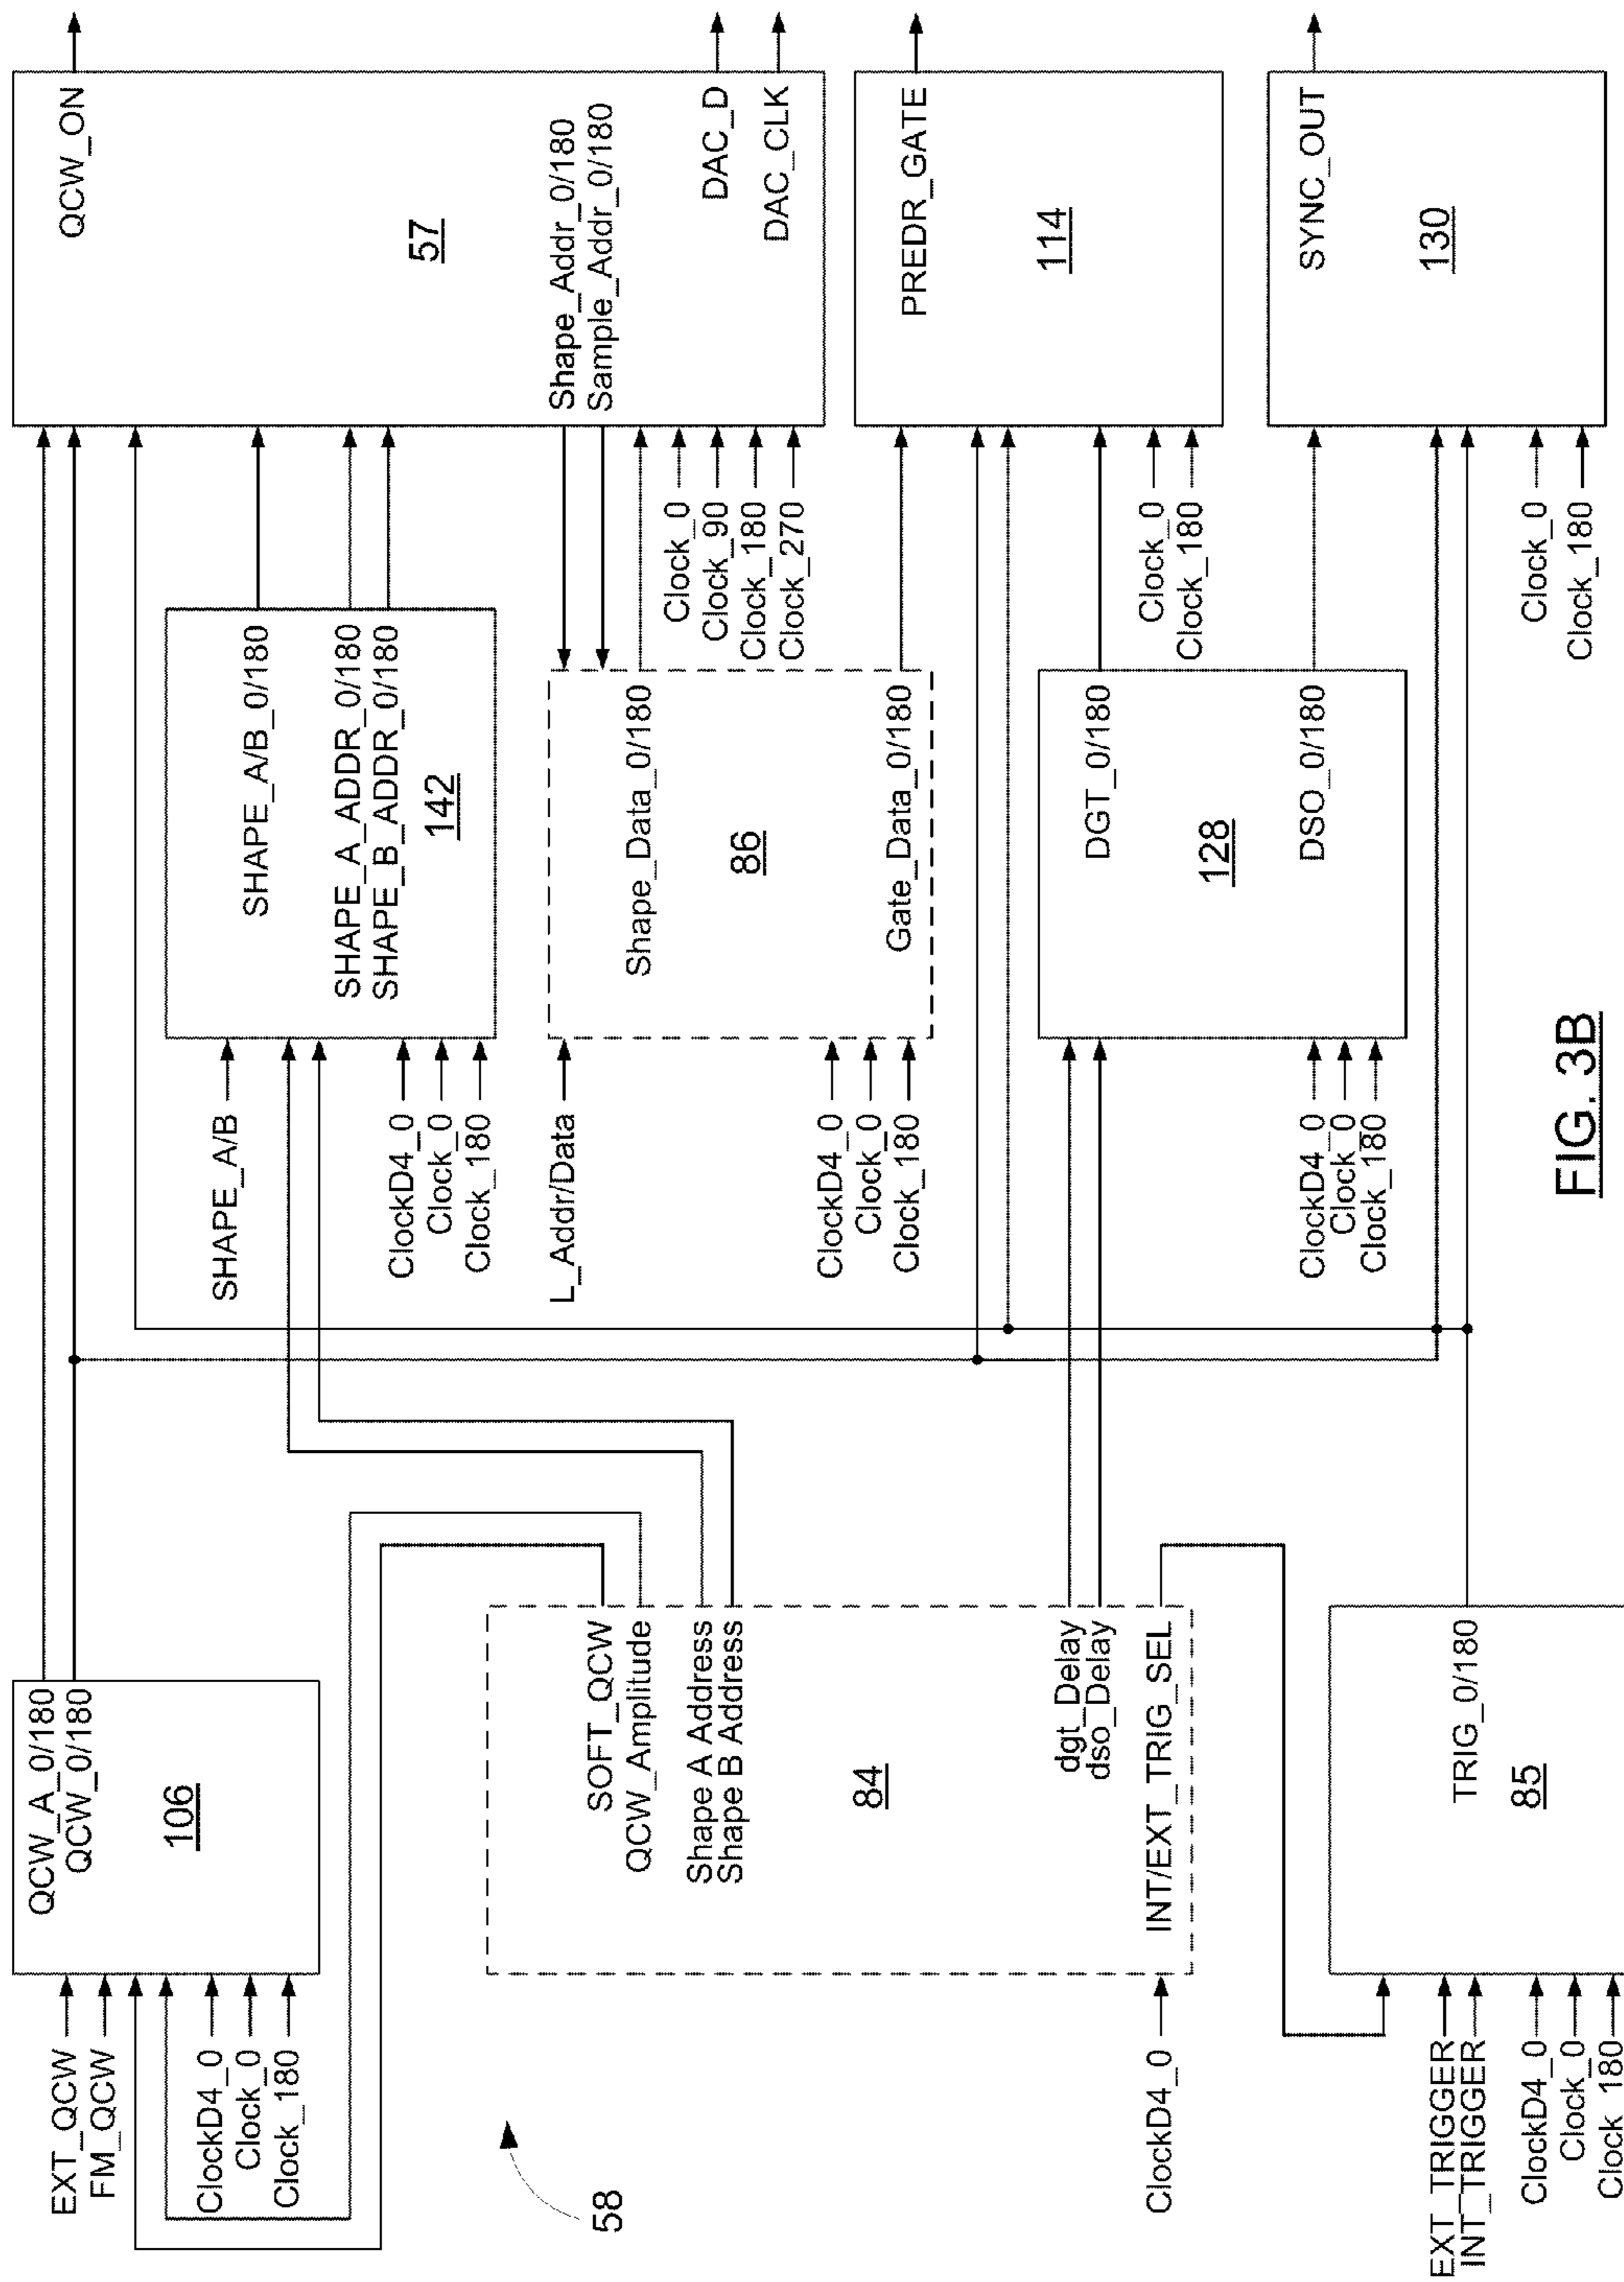 EXT_QCW
FM_QCW
ClockD4_0
Clock_0
Clock_180
QCW_A_0/180
QCW_0/180
106
58
SOFT_QCW
QCW_Amplitude
Shape A Address
Shape B Address
84
dgt_Delay
dso_Delay
INT/EXT_TRIG_SEL
ClockD4_0
EXT_TRIGGER
INT_TRIGGER
ClockD4_0
Clock_0
Clock_180
TRIG_0/180
85
SHAPE_A/B
ClockD4_0
Clock_0
Clock_180
SHAPE_A/B_0/180
SHAPE_A_ADDR_0/180
SHAPE_B_ADDR_0/180
142
L_Addr/Data
ClockD4_0
Clock_0
Clock_180
Shape_Data_0/180
86
Gate_Data_0/180
ClockD4_0
Clock_0
Clock_180
DGT_0/180
128
DSO_0/180
QCW_ON
57
Shape_Addr_0/180
Sample_Addr_0/180
DAC_D
DAC_CLK
Clock_0
Clock_90
Clock_180
Clock_270
PREDR_GATE
114
Clock_0
Clock_180
SYNC_OUT
130
Clock_0
Clock_180
FIG. 3B